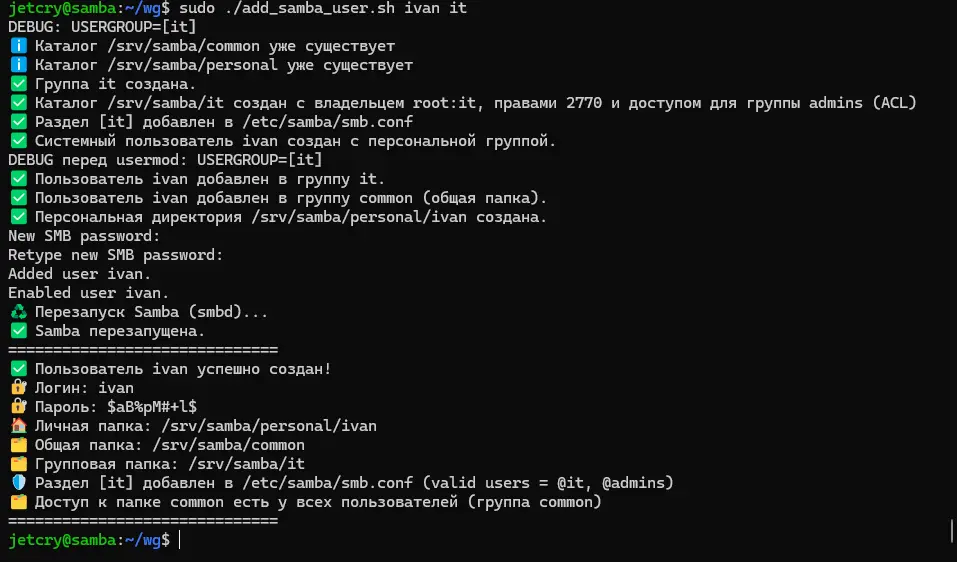 jetcry@samba:~/wg$ sudo ./add_samba_user.sh ivan it
DEBUG: USERGROUP=[it]
ℹ️ Каталог /srv/samba/common уже существует
ℹ️ Каталог /srv/samba/personal уже существует
✅ Группа it создана.
✅ Каталог /srv/samba/it создан с владельцем root:it, правами 2770 и доступом для группы admins (ACL)
✅ Раздел [it] добавлен в /etc/samba/smb.conf
✅ Системный пользователь ivan создан с персональной группой.
DEBUG перед usermod: USERGROUP=[it]
✅ Пользователь ivan добавлен в группу it.
✅ Пользователь ivan добавлен в группу common (общая папка).
✅ Персональная директория /srv/samba/personal/ivan создана.
New SMB password:
Retype new SMB password:
Added user ivan.
Enabled user ivan.
♻️ Перезапуск Samba (smbd)...
✅ Samba перезапущена.
==============================
✅ Пользователь ivan успешно создан!
🔐 Логин: ivan
🔐 Пароль: $aB%pM#+l$
🏠 Личная папка: /srv/samba/personal/ivan
🗂️ Общая папка: /srv/samba/common
🗂️ Групповая папка: /srv/samba/it
🛡️ Раздел [it] добавлен в /etc/samba/smb.conf (valid users = @it, @admins)
🗂️ Доступ к папке common есть у всех пользователей (группа common)
==============================
jetcry@samba:~/wg$